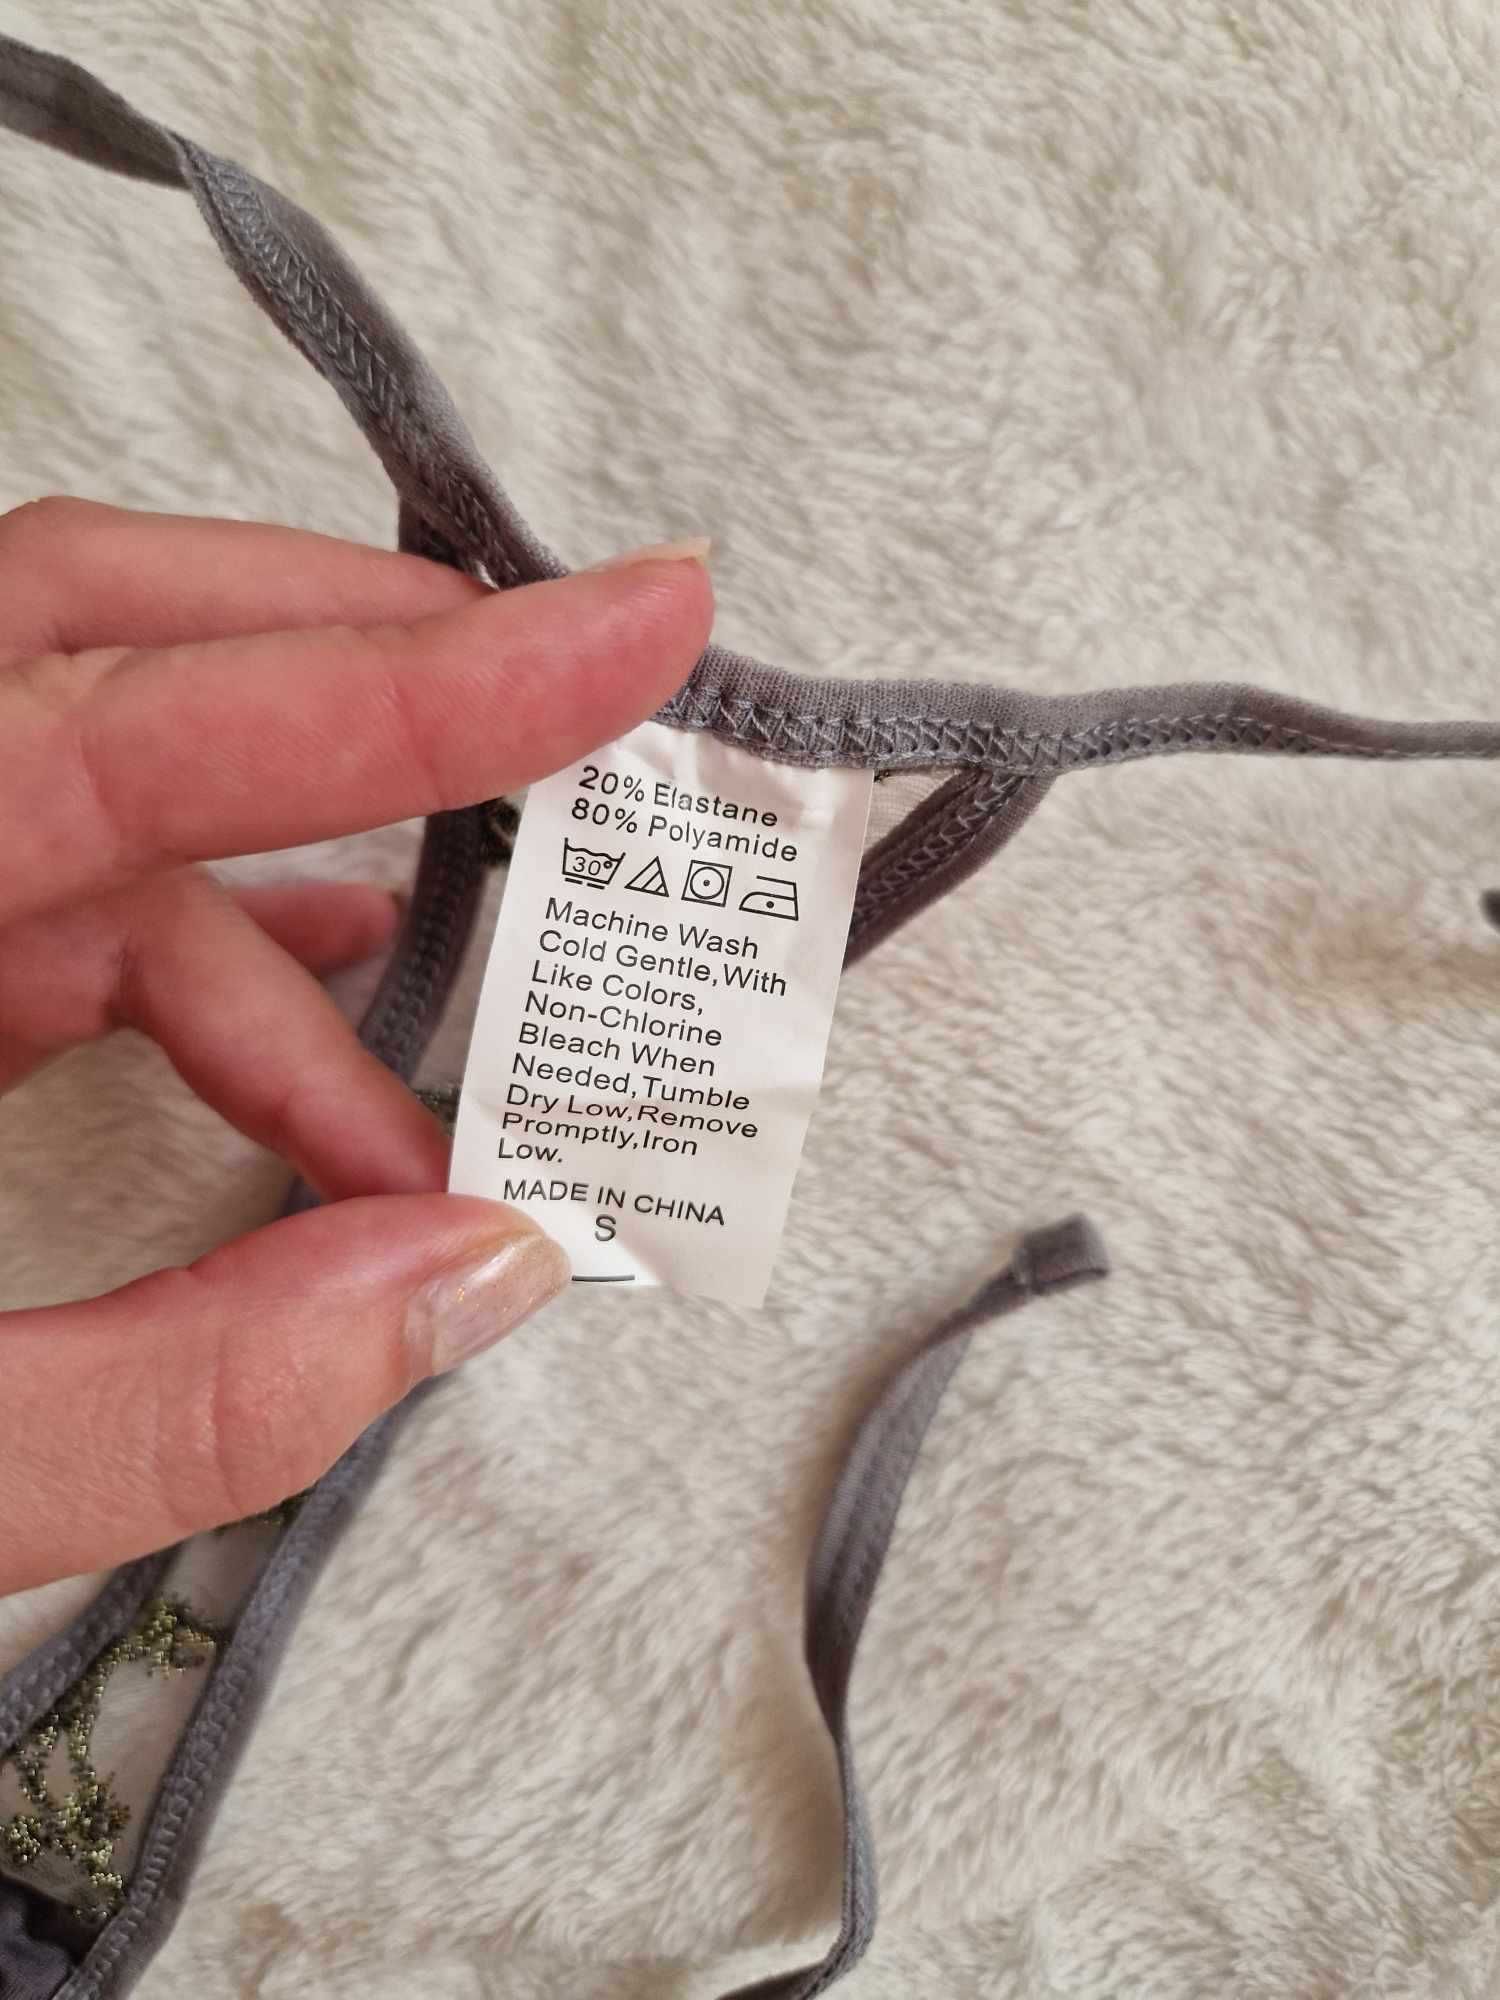 20% Elastane
80% Polyamide
30°
Machine Wash
Cold Gentle,With
Like Colors,
Non-Chlorine
Bleach When
Needed,Tumble
Dry Low,Remove
Promptly,Iron
Low.
MADE IN CHINA
S